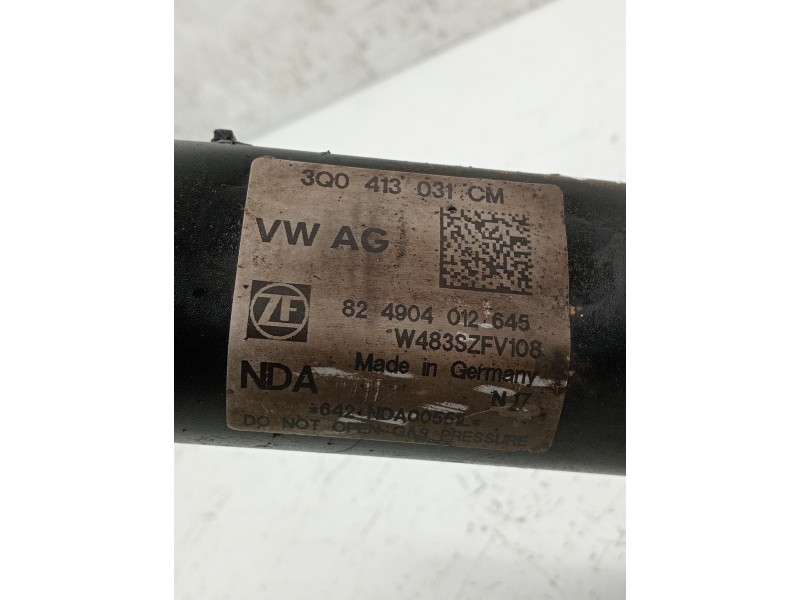 3Q0 413 031 CM
VW AG
ZF
82 4904 012 645
W483SZFV108
Made in Germany
NDA
N 17
DO NOT OPEN-GAS PRESSURE